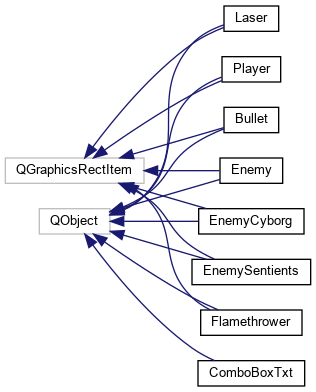 Laser
Player
Bullet
QGraphicsRectItem
Enemy
QObject
EnemyCyborg
EnemySentients
Flamethrower
ComboBoxTxt